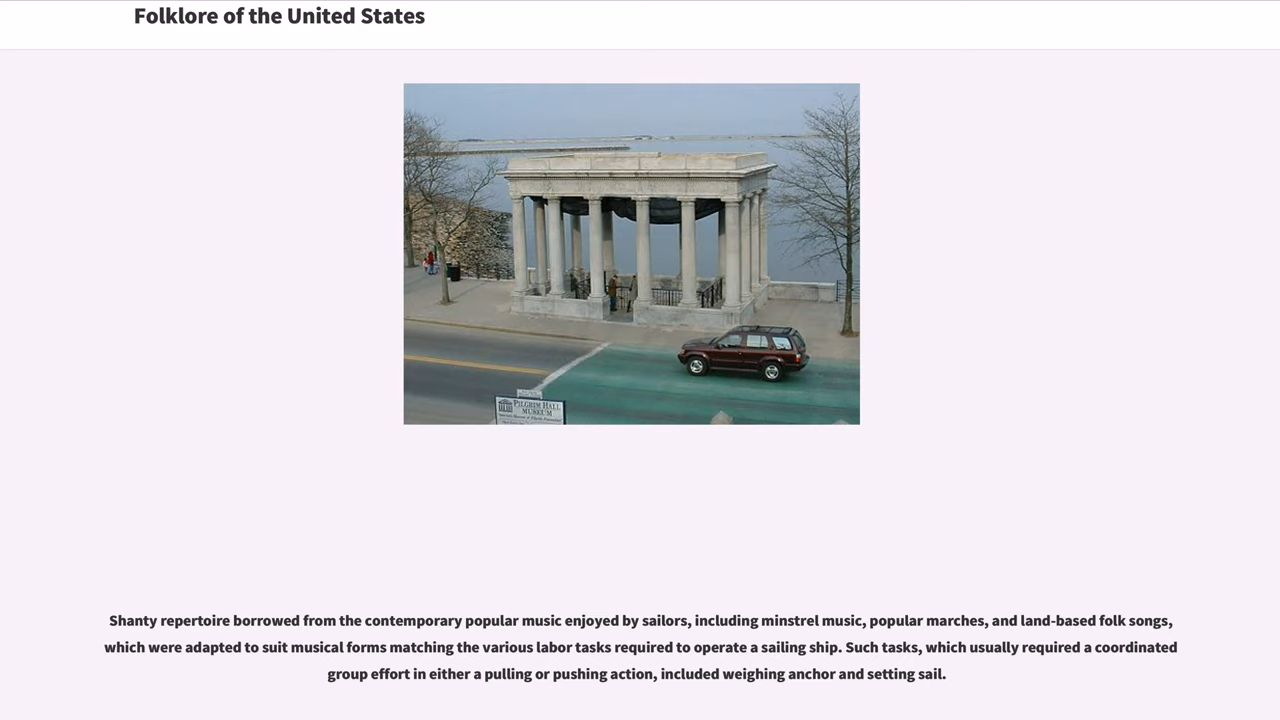 Folklore of the United States
PILGRIM HALL
MUSEUM
Shanty repertoire borrowed from the contemporary popular music enjoyed by sailors, including minstrel music, popular marches, and land-based folk songs,
which were adapted to suit musical forms matching the various labor tasks required to operate a sailing ship. Such tasks, which usually required a coordinated
group effort in either a pulling or pushing action, included weighing anchor and setting sail.